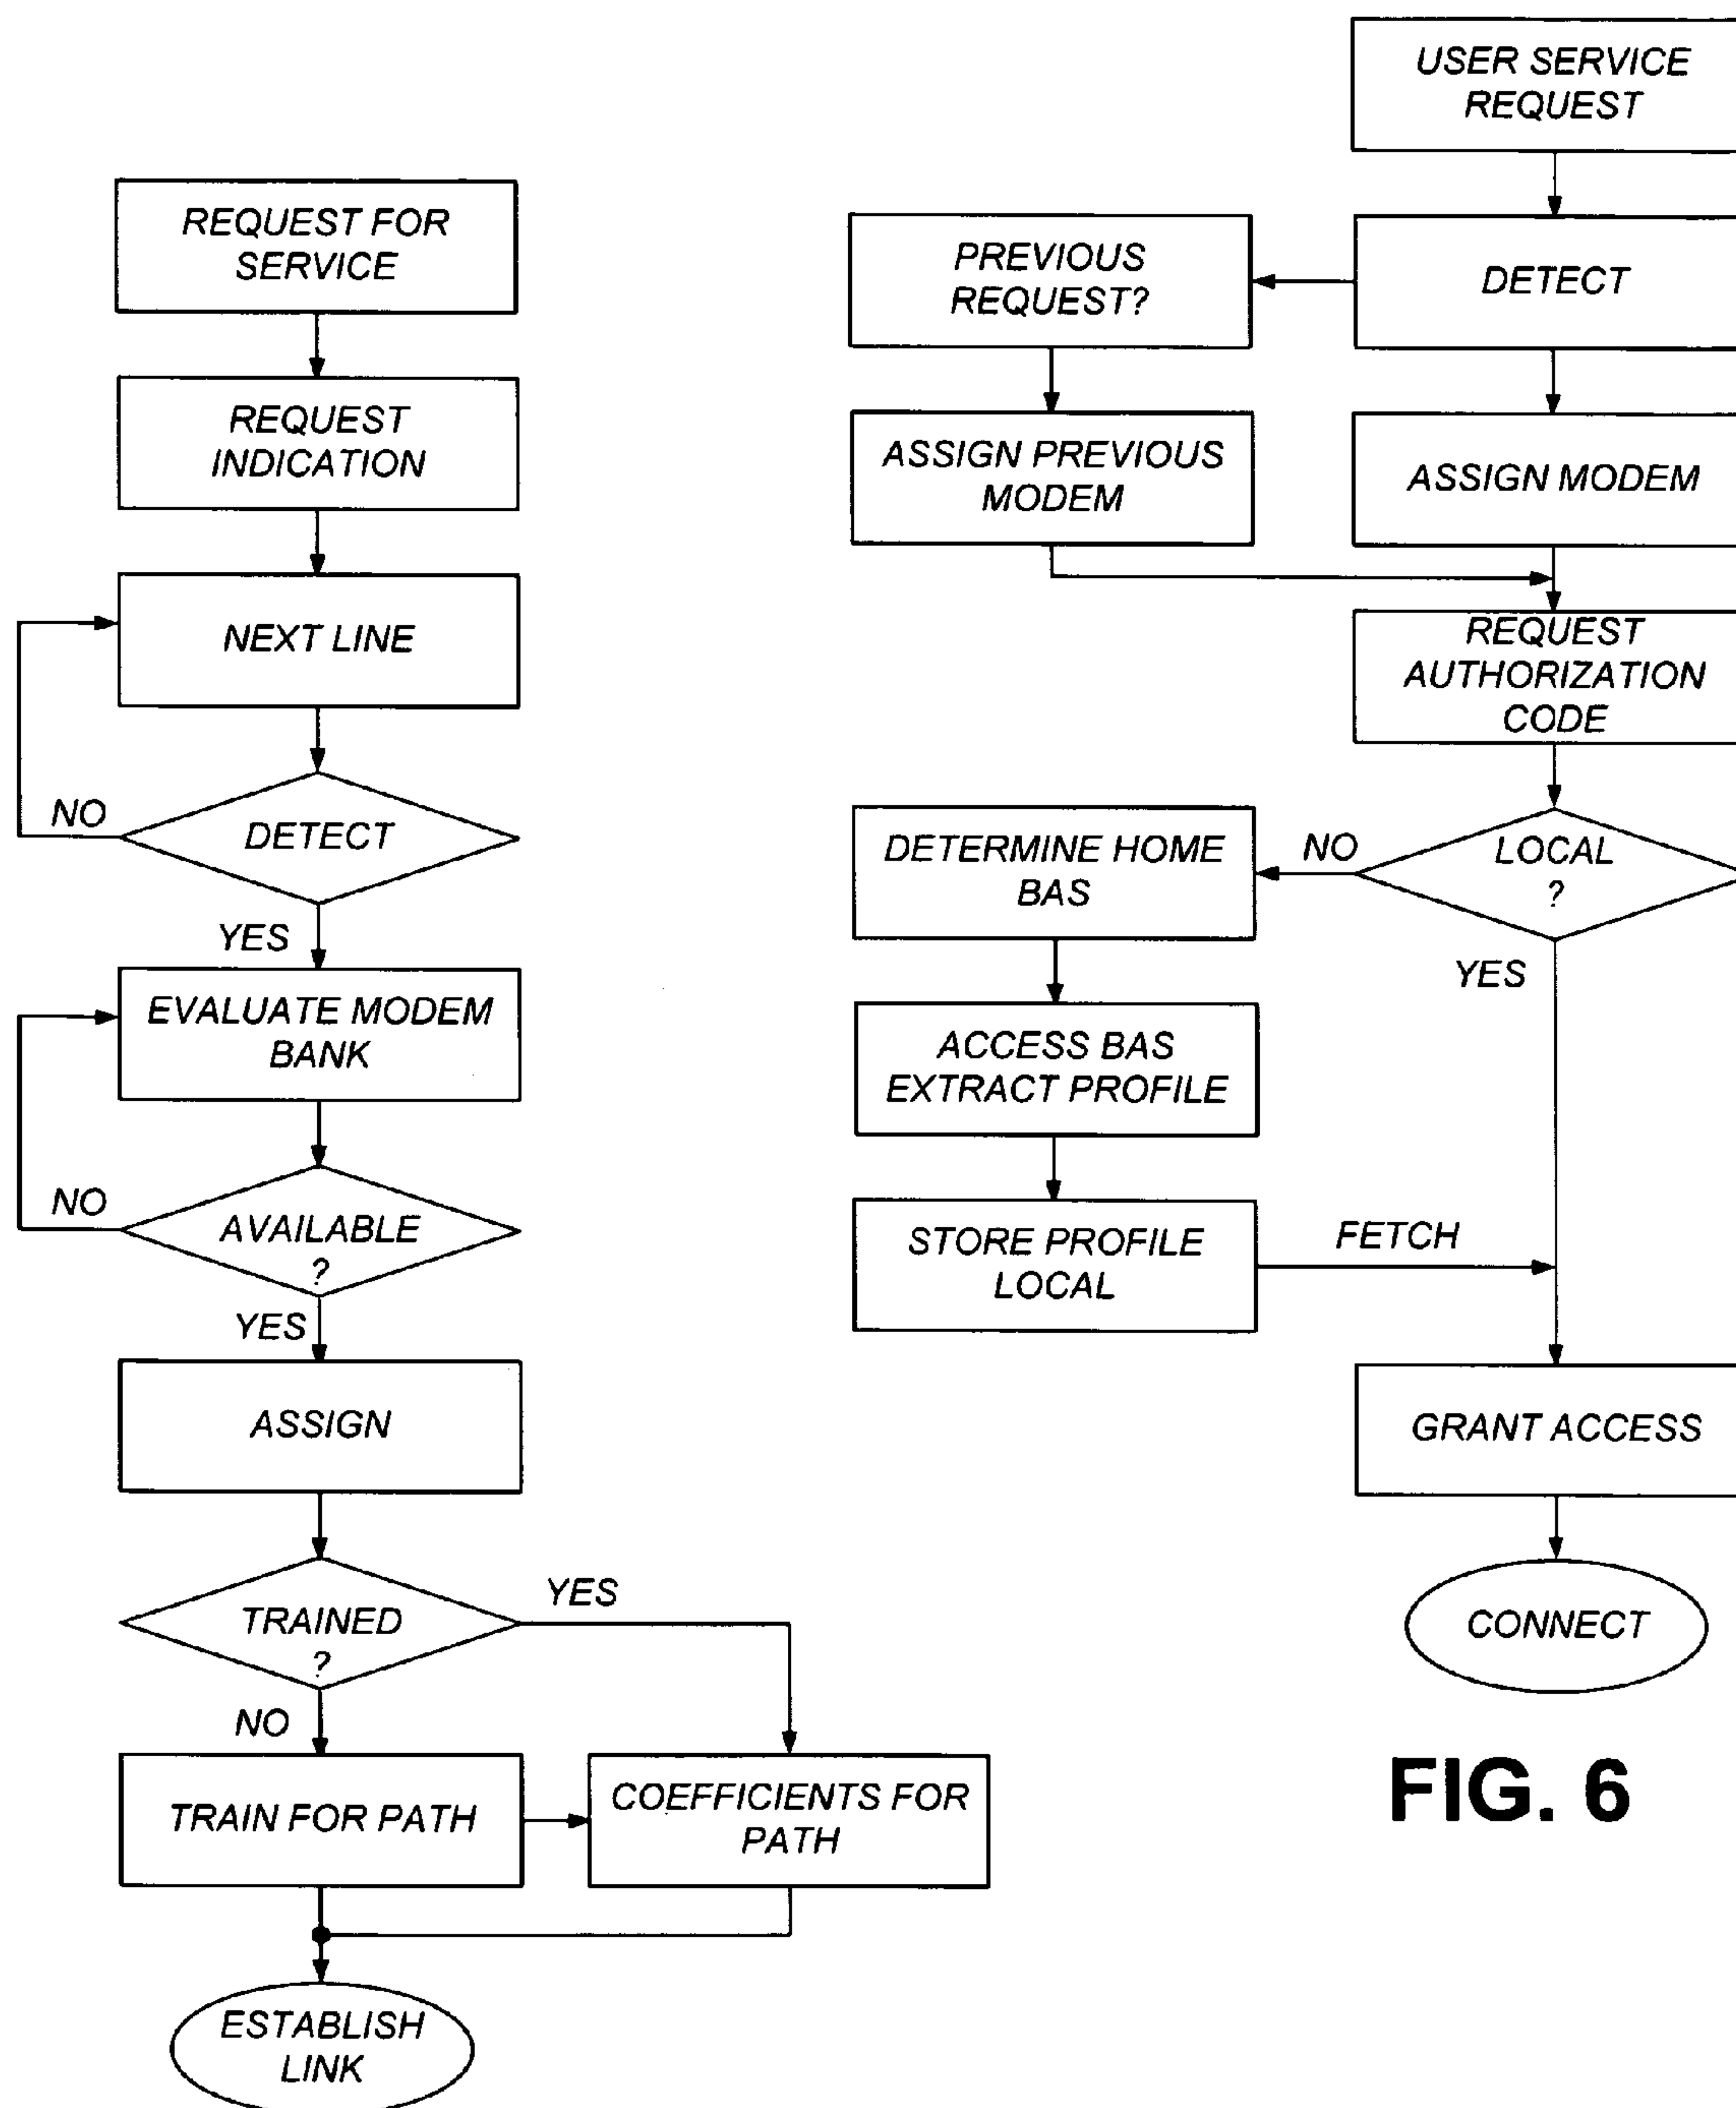 REQUEST FOR
SERVICE
REQUEST
INDICATION
NEXT LINE
NO
DETECT
YES
EVALUATE MODEM
BANK
NO
AVAILABLE
?
YES
ASSIGN
TRAINED
?
YES
NO
TRAIN FOR PATH
COEFFICIENTS FOR
PATH
ESTABLISH
LINK
USER SERVICE
REQUEST
PREVIOUS
REQUEST?
DETECT
ASSIGN PREVIOUS
MODEM
ASSIGN MODEM
REQUEST
AUTHORIZATION
CODE
DETERMINE HOME
BAS
NO
LOCAL
?
YES
ACCESS BAS
EXTRACT PROFILE
STORE PROFILE
LOCAL
FETCH
GRANT ACCESS
CONNECT
FIG. 6